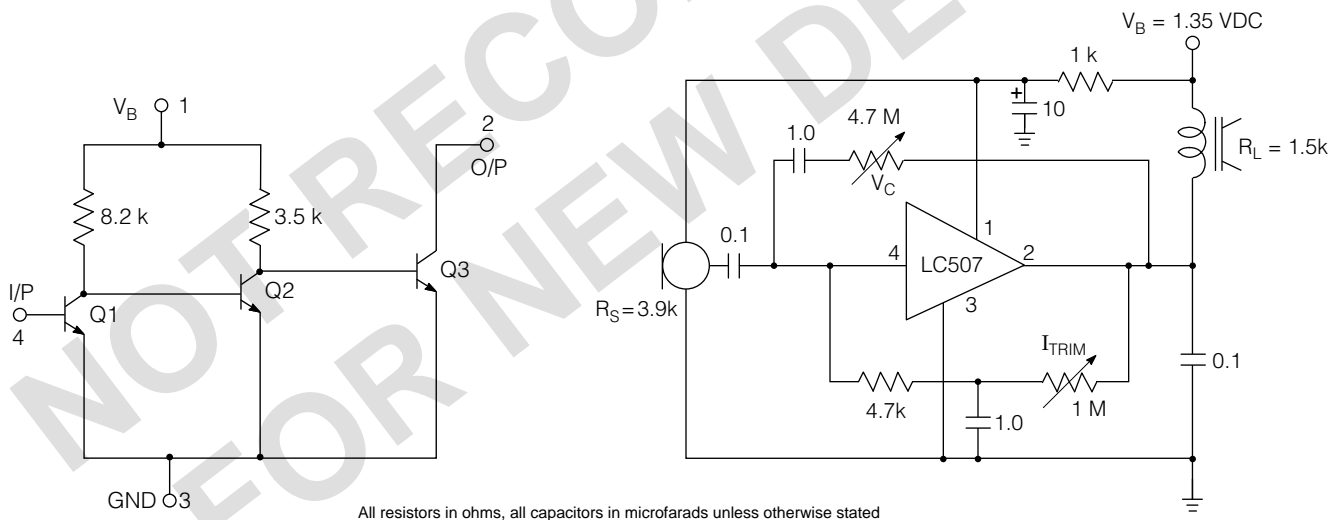 NOT RECO
FOR NEW DE
V_B
1
2
O/P
8.2 k
3.5 k
Q3
Q2
I/P
Q1
4
GND
3
V_B = 1.35 VDC
1 k
+
10
4.7 M
1.0
V_C
R_L = 1.5k
0.1
1
4
LC507
2
R_S = 3.9k
3
I_TRIM
0.1
4.7k
1 M
1.0
All resistors in ohms, all capacitors in microfarads unless otherwise stated